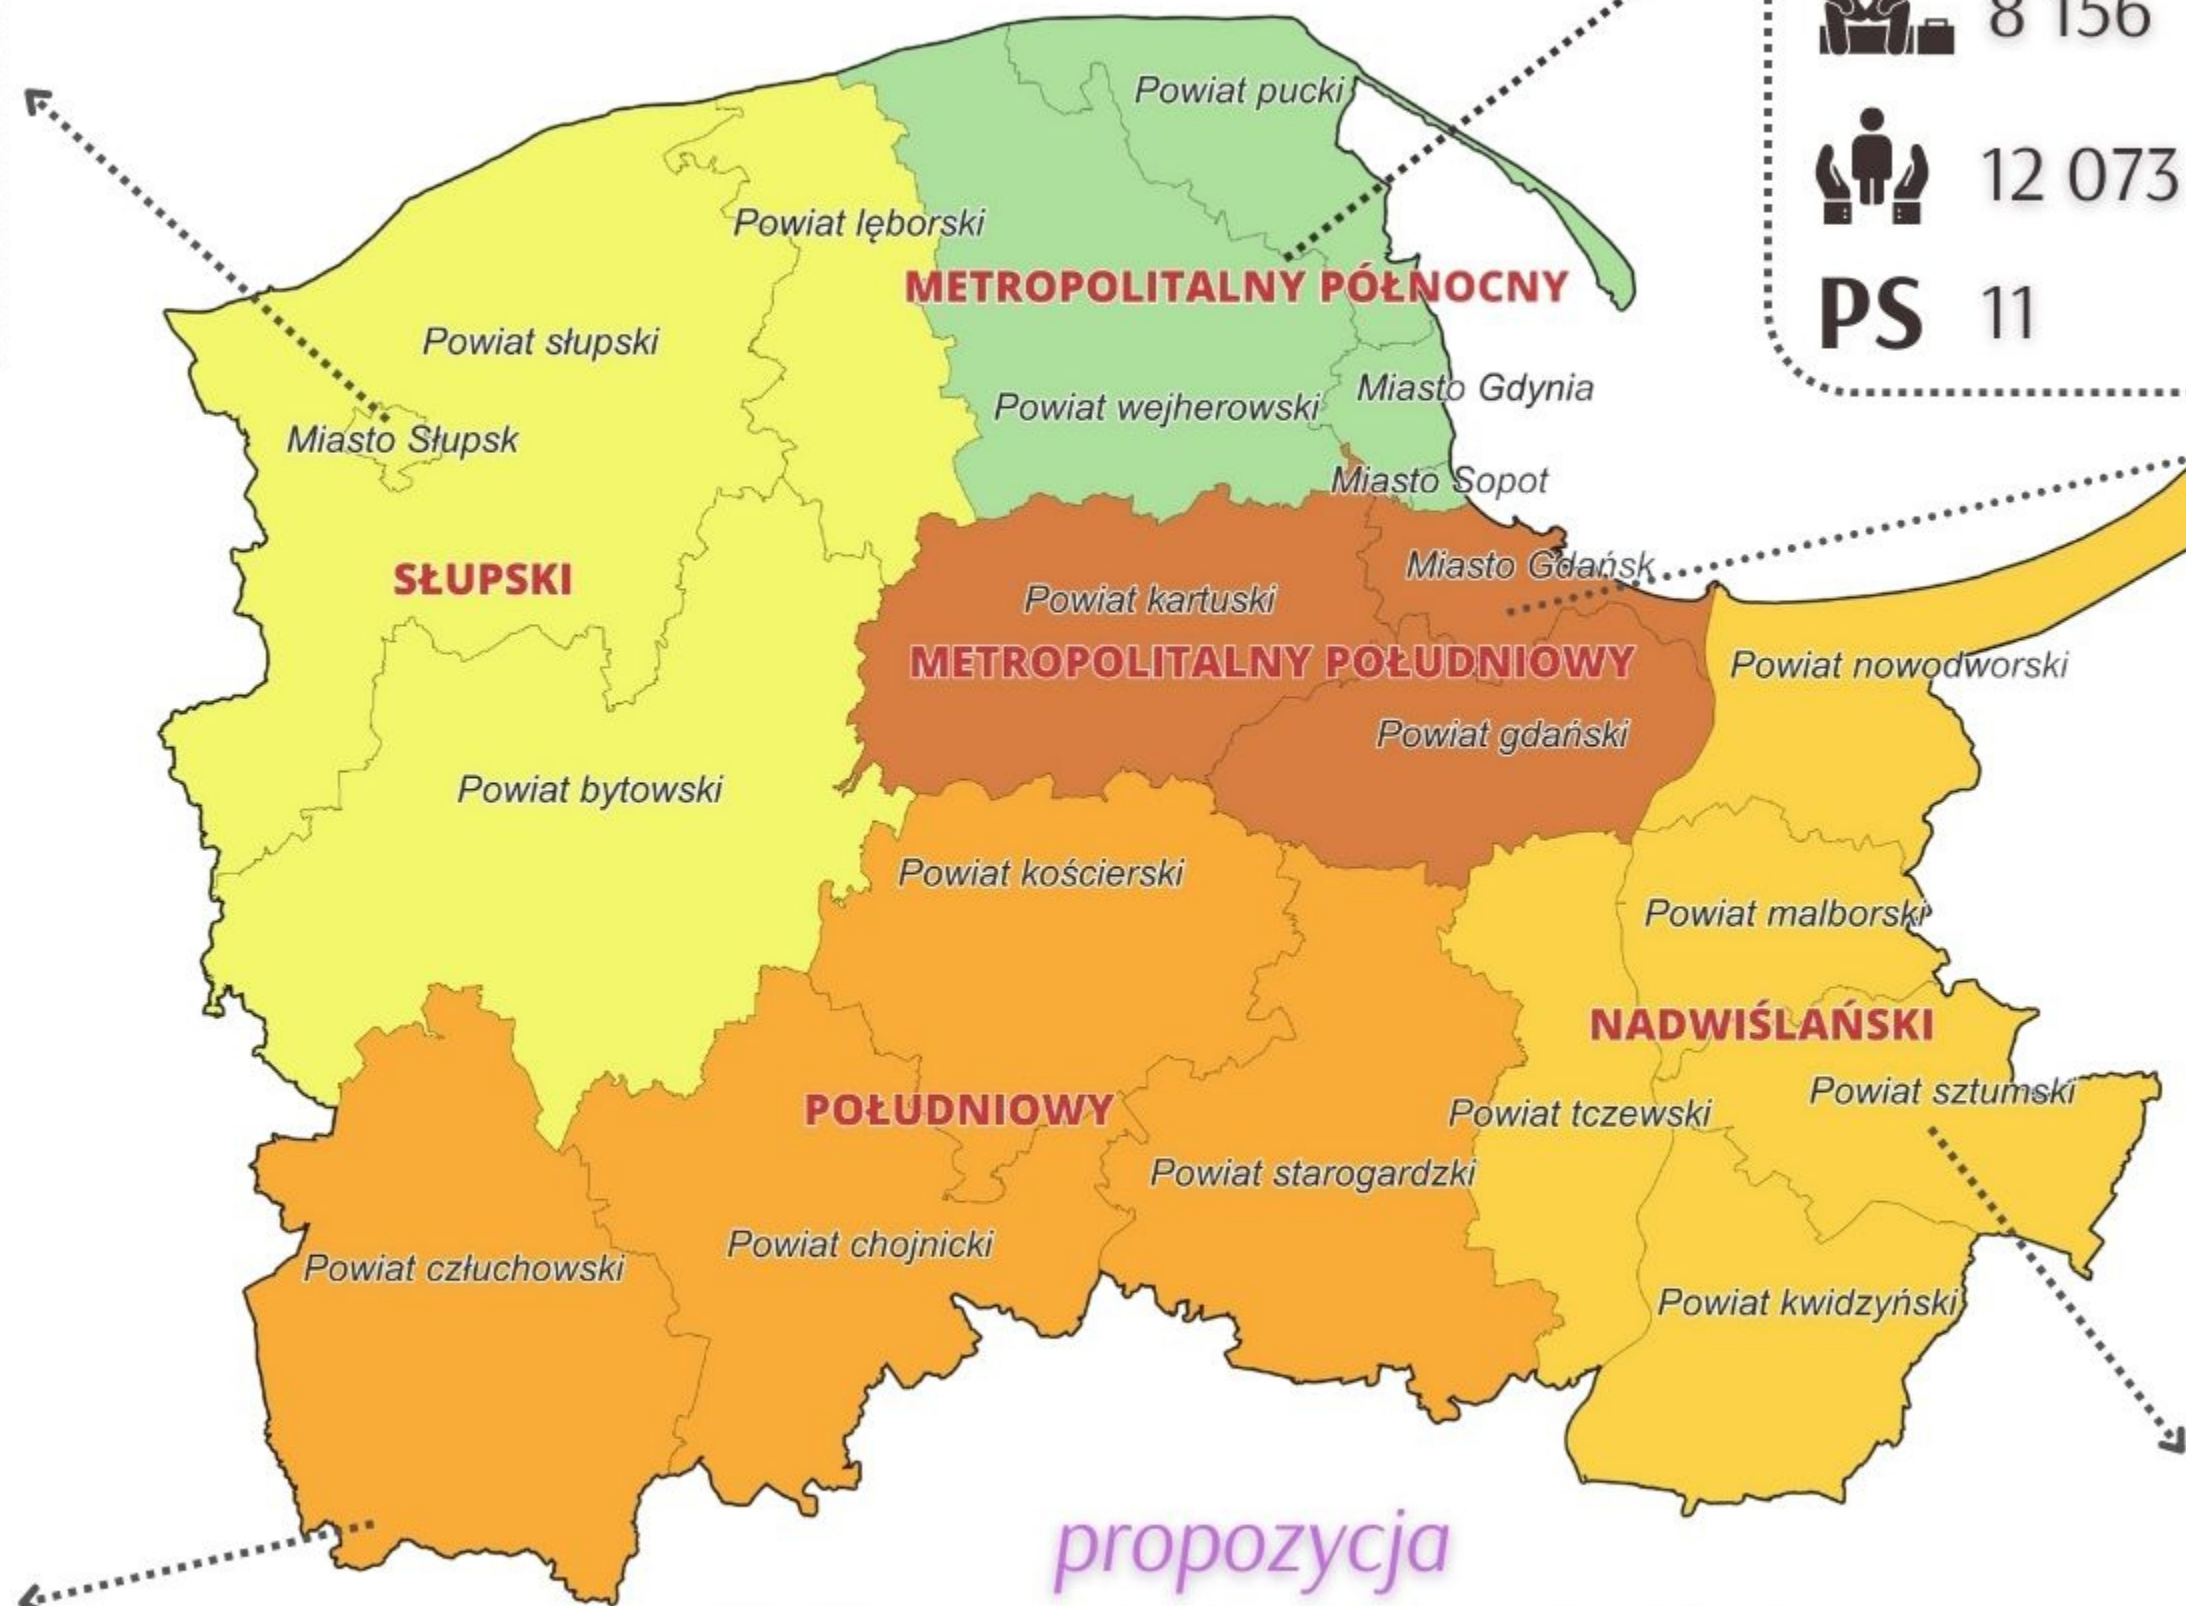 8 156
Powiat pucki
12 073
Powiat lęborski
METROPOLITALNY PÓŁNOCNY
PS 11
Powiat słupski
Miasto Gdynia
Powiat wejherowski
Miasto Słupsk
Miasto Sopot
Miasto Gdańsk
SŁUPSKI
Powiat kartuski
METROPOLITALNY POŁUDNIOWY
Powiat nowodworski
Powiat gdański
Powiat bytowski
Powiat kościerski
Powiat malborski
NADWIŚLAŃSKI
Powiat sztumski
POŁUDNIOWY
Powiat tczewski
Powiat starogardzki
Powiat chojnicki
Powiat człuchowski
Powiat kwidzyński
propozycja